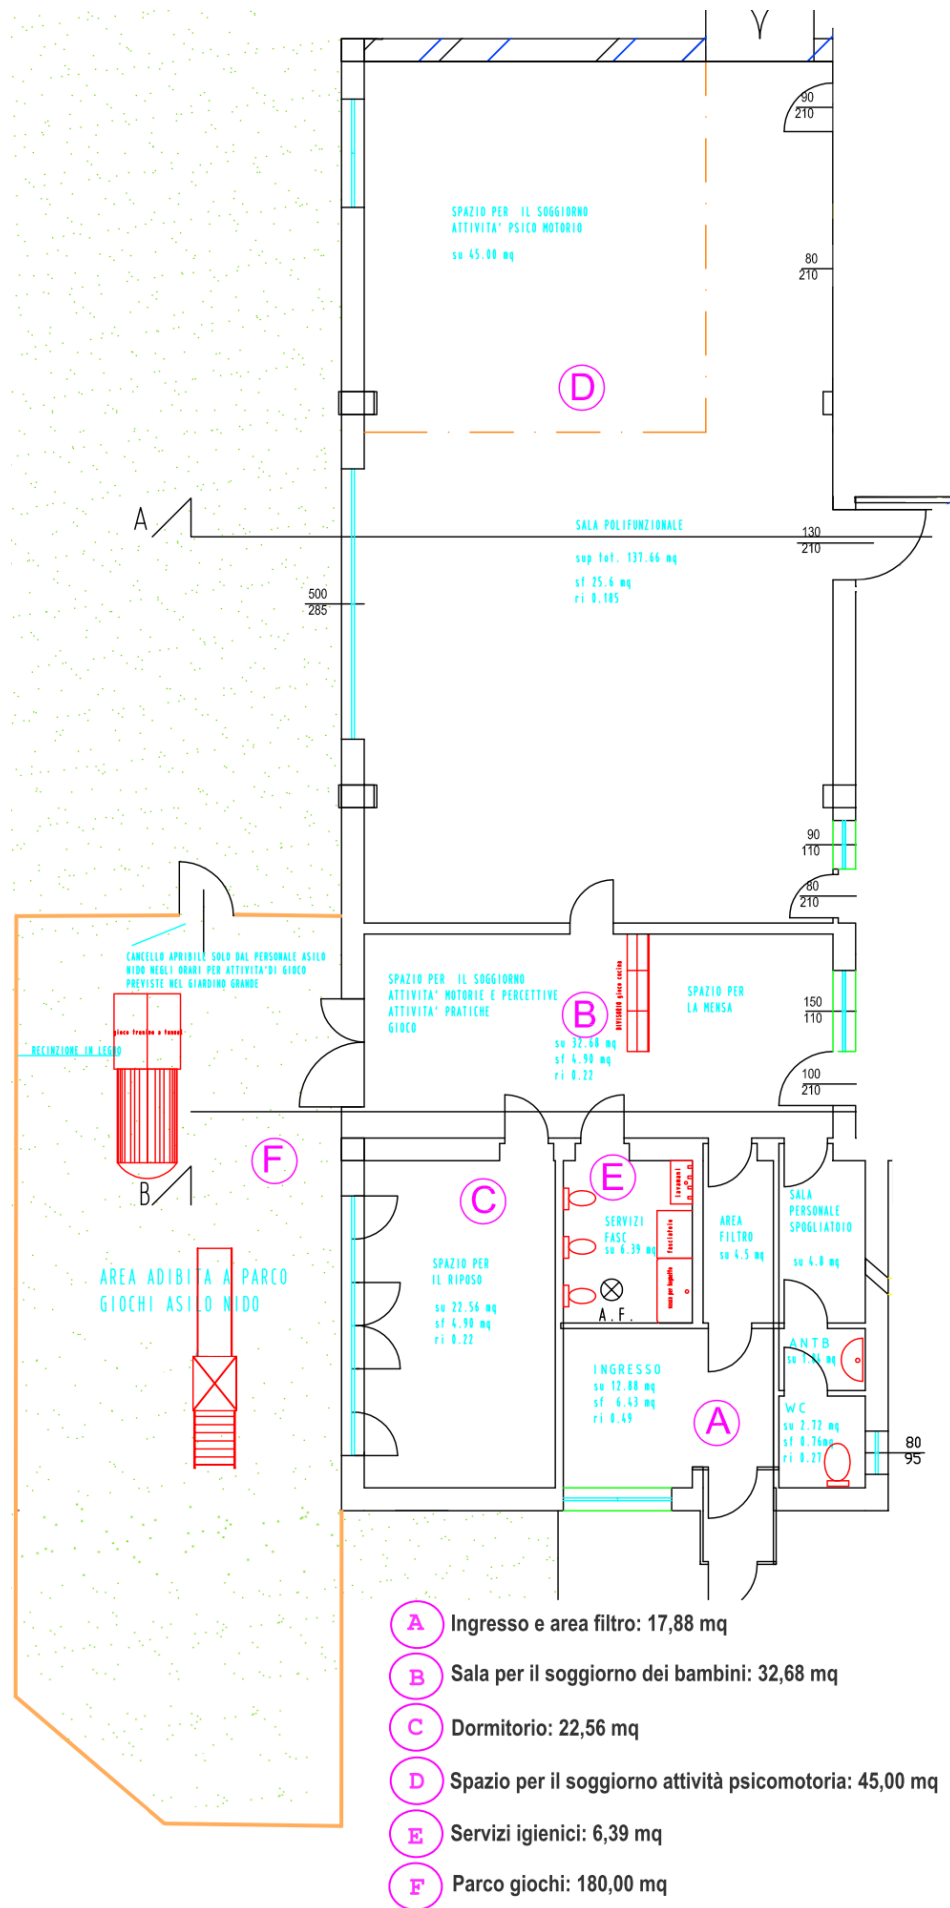 90
210
SPAZIO PER IL SOGGIORNO
ATTIVITA' PSICO MOTORIO
su 45.00 mq
80
210
D
A
SALA POLIFUNZIONALE
sup tot. 137.66 mq
sf 25.6 mq
ri 0.185
130
210
500
285
90
110
80
210
CANCELLO APRIBILE SOLO DAL PERSONALE ASILO
NIDO NEGLI ORARI PER ATTIVITA' DI GIOCO
PREVISTE NEL GIARDINO GRANDE
SPAZIO PER IL SOGGIORNO
ATTIVITA' MOTORIE E PERCETTIVE
ATTIVITA' PRATICHE
GIOCO
B
su 32.68 mq
sf 4.90 mq
ri 0.22
DIVISORIO gioco cucina
SPAZIO PER
LA MENSA
150
110
100
210
RECINZIONE IN LEGNO
F
B
AREA ADIBITA A PARCO
GIOCHI ASILO NIDO
C
SPAZIO PER
IL RIPOSO
su 22.56 mq
sf 4.90 mq
ri 0.22
E
SERVIZI
FASC
su 6.39 mq
lavamani
fasciatoio
A.F.
AREA
FILTRO
su 4.5 mq
SALA
PERSONALE
SPOGLIATOIO
su 4.8 mq
INGRESSO
su 12.88 mq
sf 6.43 mq
ri 0.49
A
ANTB
WC
su 2.72 mq
sf 0.76mq
ri 0.27
80
95
A Ingresso e area filtro: 17,88 mq
B Sala per il soggiorno dei bambini: 32,68 mq
C Dormitorio: 22,56 mq
D Spazio per il soggiorno attività psicomotoria: 45,00 mq
E Servizi igienici: 6,39 mq
F Parco giochi: 180,00 mq